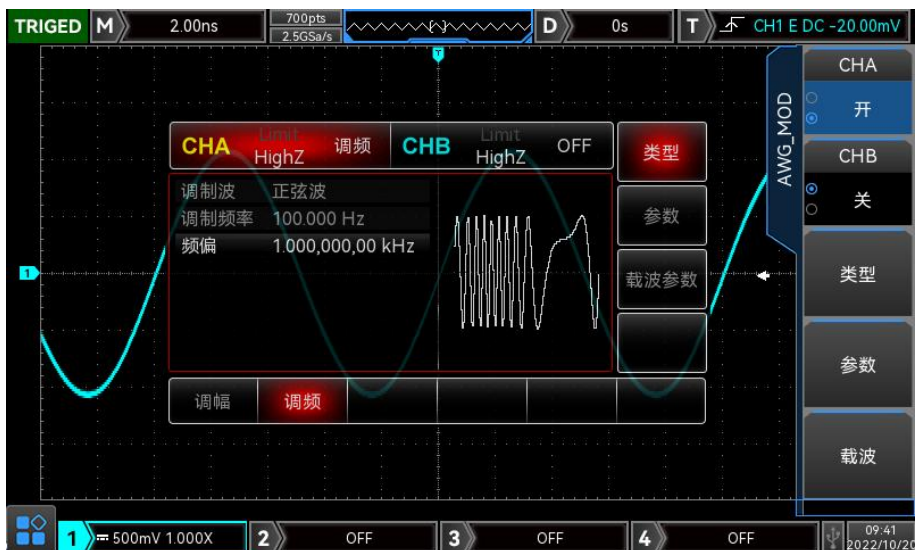 TRIGED M 2.00ns 700pts D 0s T CH1 E DC -20.00mV
2.5GSa/s
T
CHA
开
CHB
关
类型
参数
载波
AWG_MOD
CHA Limit HighZ 调频 CHB Limit HighZ OFF
类型
参数
载波参数
调制波 正弦波
调制频率 100.000 Hz
频偏 1.000,000,00 kHz
1
调幅 调频
1 500mV 1.000X 2 OFF 3 OFF 4 OFF
09:41
2022/10/20